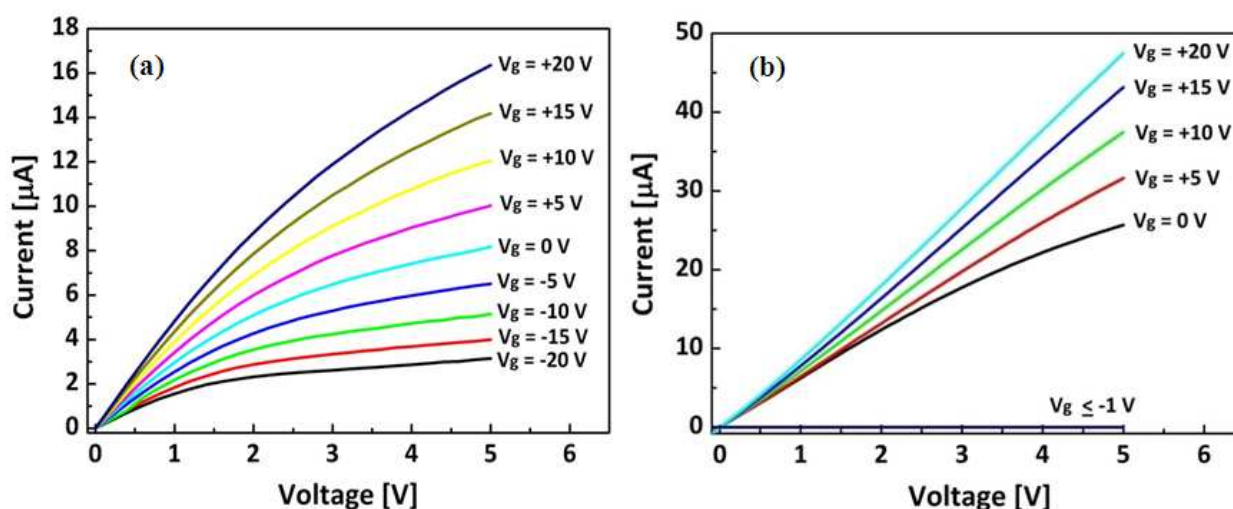 (a)
Current [μA]
18
16
14
12
10
8
6
4
2
0
Vg = +20 V
Vg = +15 V
Vg = +10 V
Vg = +5 V
Vg = 0 V
Vg = -5 V
Vg = -10 V
Vg = -15 V
Vg = -20 V
0 1 2 3 4 5 6
Voltage [V]
(b)
Current [μA]
50
40
30
20
10
0
Vg = +20 V
Vg = +15 V
Vg = +10 V
Vg = +5 V
Vg = 0 V
Vg ≤ -1 V
0 1 2 3 4 5 6
Voltage [V]